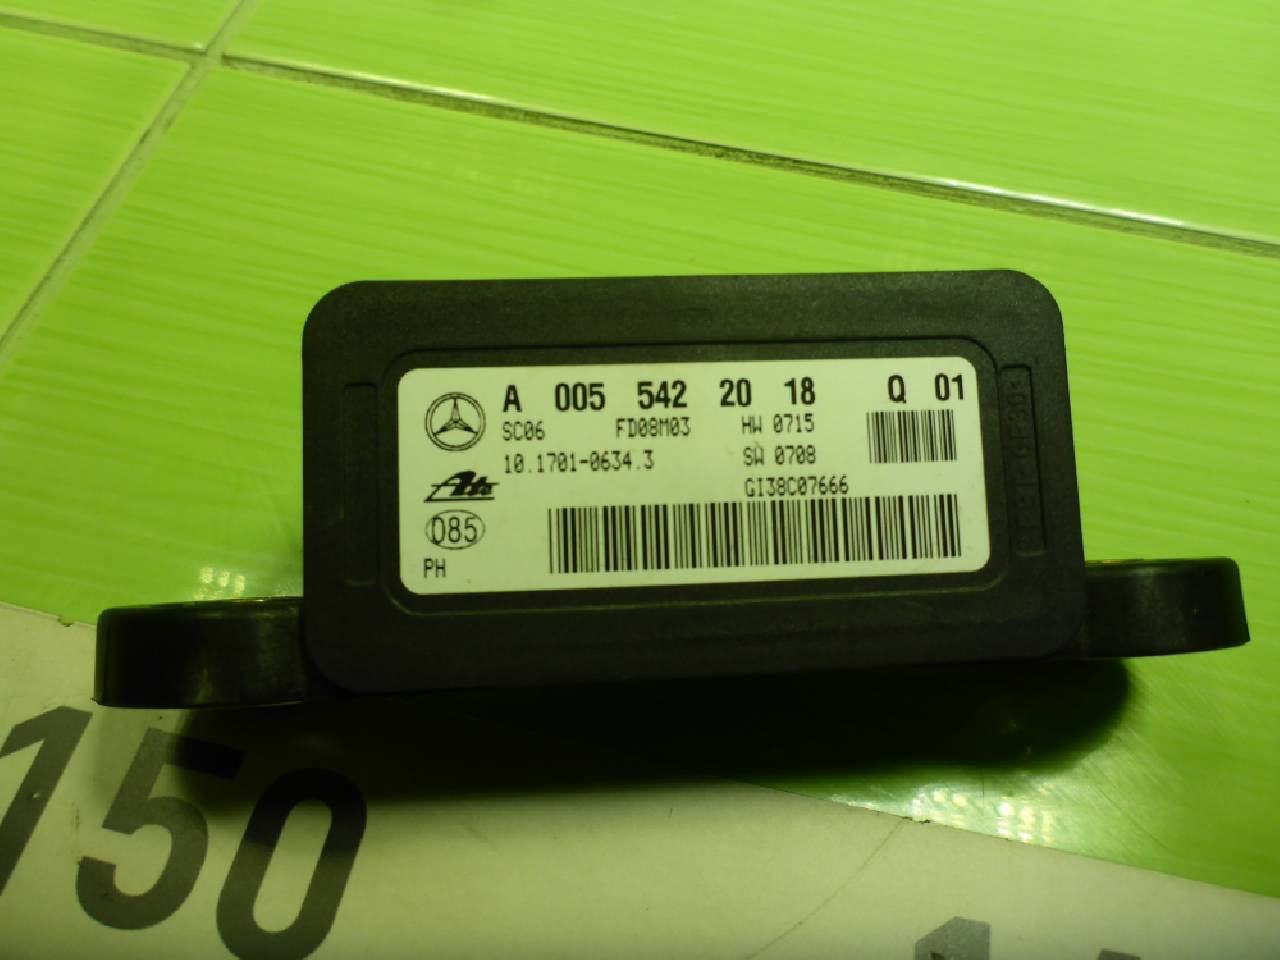 A 005 542 20 18 Q 01
SC06 FD08M03 HW 0715
10.1701-0634.3 SW 0708
GI38C07666
Ate
D85
PH
150